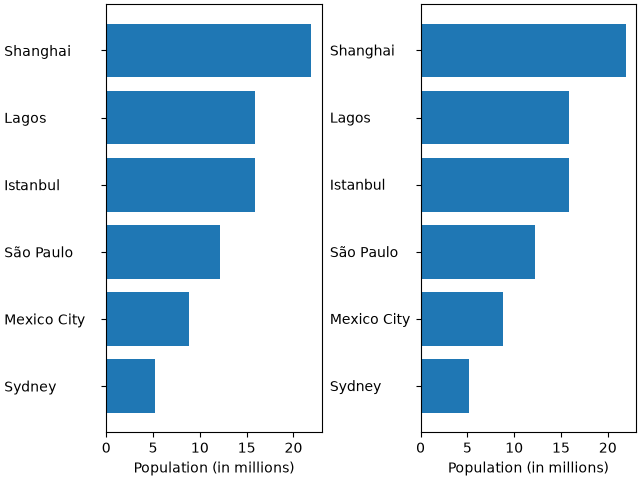 Shanghai
Lagos
Istanbul
São Paulo
Mexico City
Sydney
0 5 10 15 20
Population (in millions)
Shanghai
Lagos
Istanbul
São Paulo
Mexico City
Sydney
0 5 10 15 20
Population (in millions)